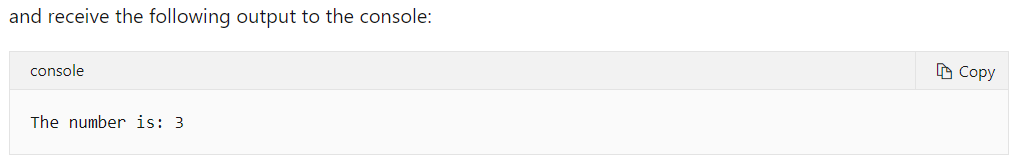 and receive the following output to the console:
console Copy
The number is: 3